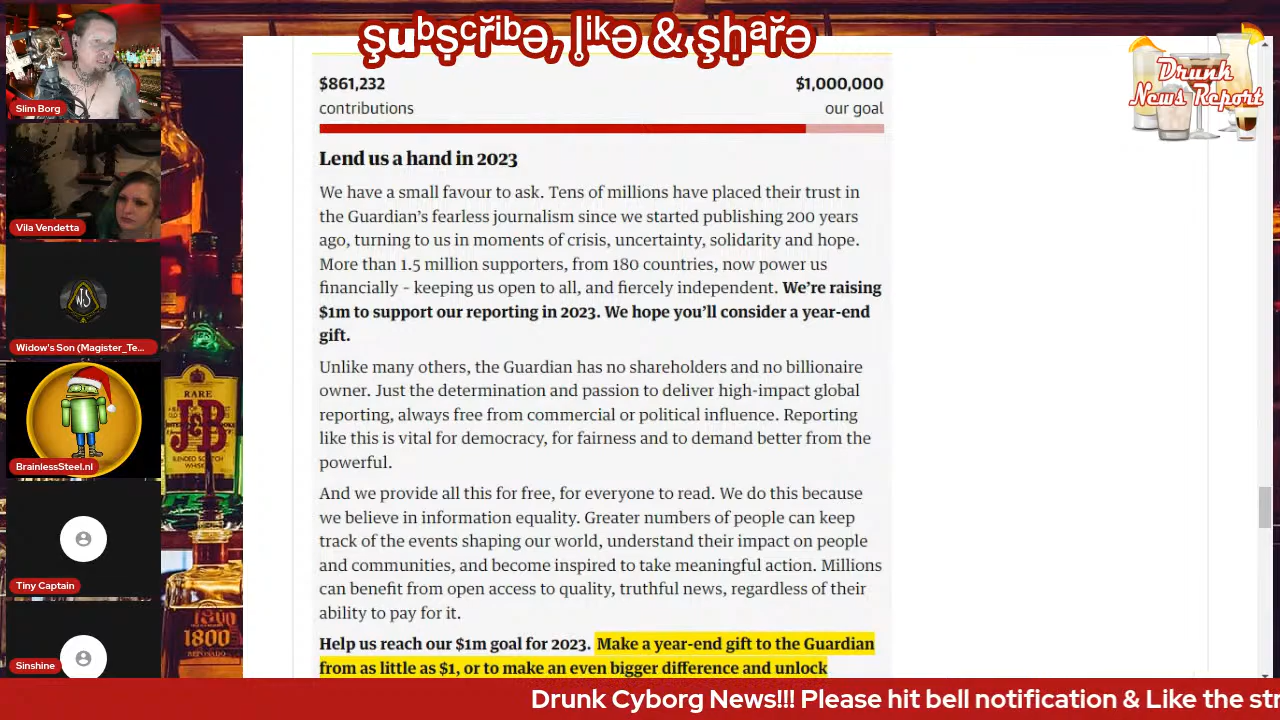 şuᵇşᶜřⁱᵇə, ḷⁱᵏə & şḥᵃřə
Drunk
News Report
Slim Borg
Vila Vendetta
WS
Widow's Son (Magister_Te...
BrainlessSteel.nl
Tiny Captain
Sinshine
RARE
J&B
BLENDED SCOTCH
WHISKY
1800
1800
REPOSADO
$861,232
$1,000,000
contributions
our goal
Lend us a hand in 2023
We have a small favour to ask. Tens of millions have placed their trust in
the Guardian’s fearless journalism since we started publishing 200 years
ago, turning to us in moments of crisis, uncertainty, solidarity and hope.
More than 1.5 million supporters, from 180 countries, now power us
financially – keeping us open to all, and fiercely independent. We’re raising
$1m to support our reporting in 2023. We hope you’ll consider a year-end
gift.
Unlike many others, the Guardian has no shareholders and no billionaire
owner. Just the determination and passion to deliver high-impact global
reporting, always free from commercial or political influence. Reporting
like this is vital for democracy, for fairness and to demand better from the
powerful.
And we provide all this for free, for everyone to read. We do this because
we believe in information equality. Greater numbers of people can keep
track of the events shaping our world, understand their impact on people
and communities, and become inspired to take meaningful action. Millions
can benefit from open access to quality, truthful news, regardless of their
ability to pay for it.
Help us reach our $1m goal for 2023. Make a year-end gift to the Guardian
from as little as $1, or to make an even bigger difference and unlock
Drunk Cyborg News!!! Please hit bell notification & Like the str